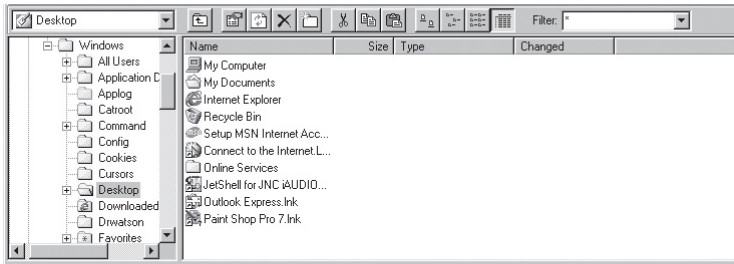 Desktop
Filter: *
Windows
All Users
Application D
Applog
Catroot
Command
Config
Cookies
Cursors
Desktop
Downloaded
Drwatson
Favorites
Name Size Type Changed
My Computer
My Documents
Internet Explorer
Recycle Bin
Setup MSN Internet Acc...
Connect to the Internet.L...
Online Services
JetShell for JNC iAUDIO...
Outlook Express.lnk
Paint Shop Pro 7.lnk